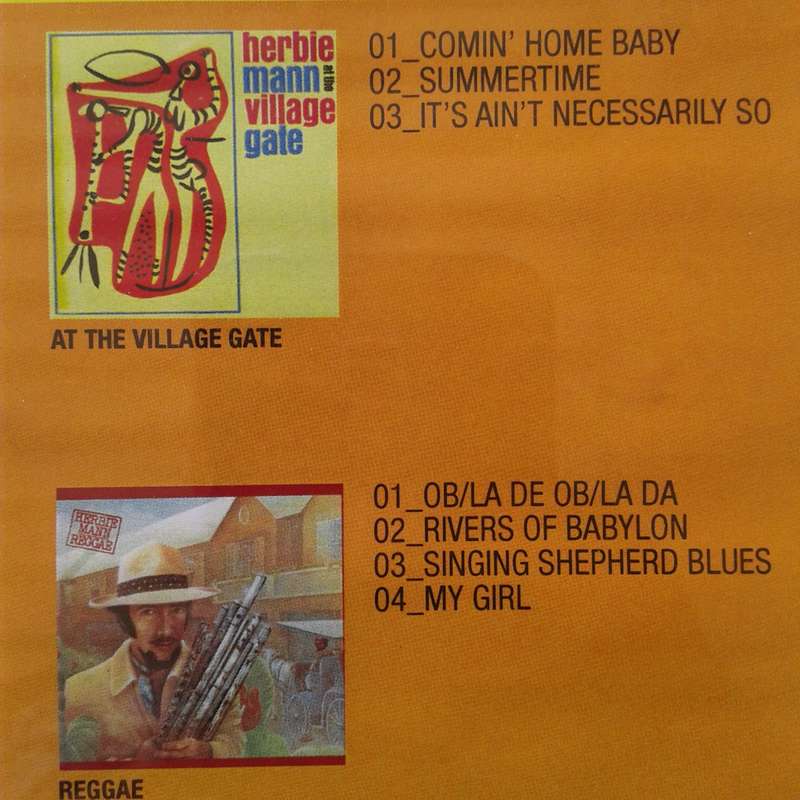 herbie
mann at the
village
gate
01_COMIN' HOME BABY
02_SUMMERTIME
03_IT'S AIN'T NECESSARILY SO
AT THE VILLAGE GATE
HERBIE
MANN
REGGAE
01_OB/LA DE OB/LA DA
02_RIVERS OF BABYLON
03_SINGING SHEPHERD BLUES
04_MY GIRL
REGGAE